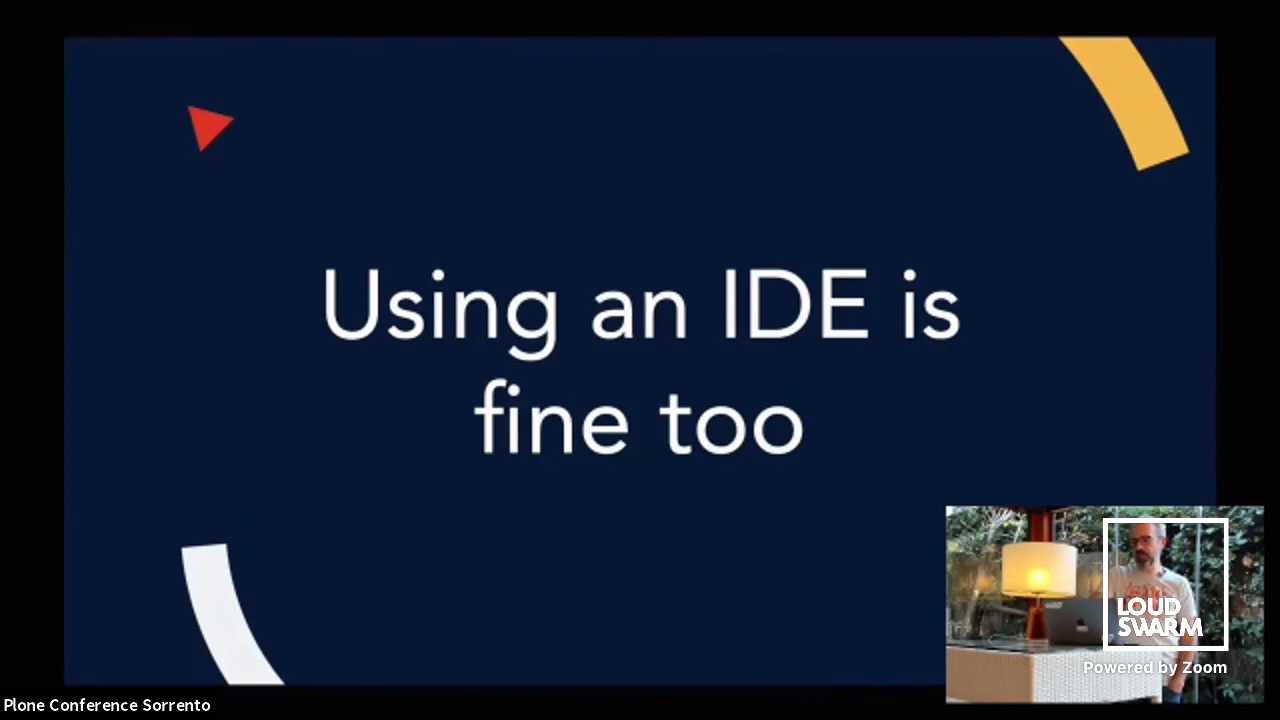 Using an IDE is
fine too
LOUD
SWARM
Powered by Zoom
Plone Conference Sorrento